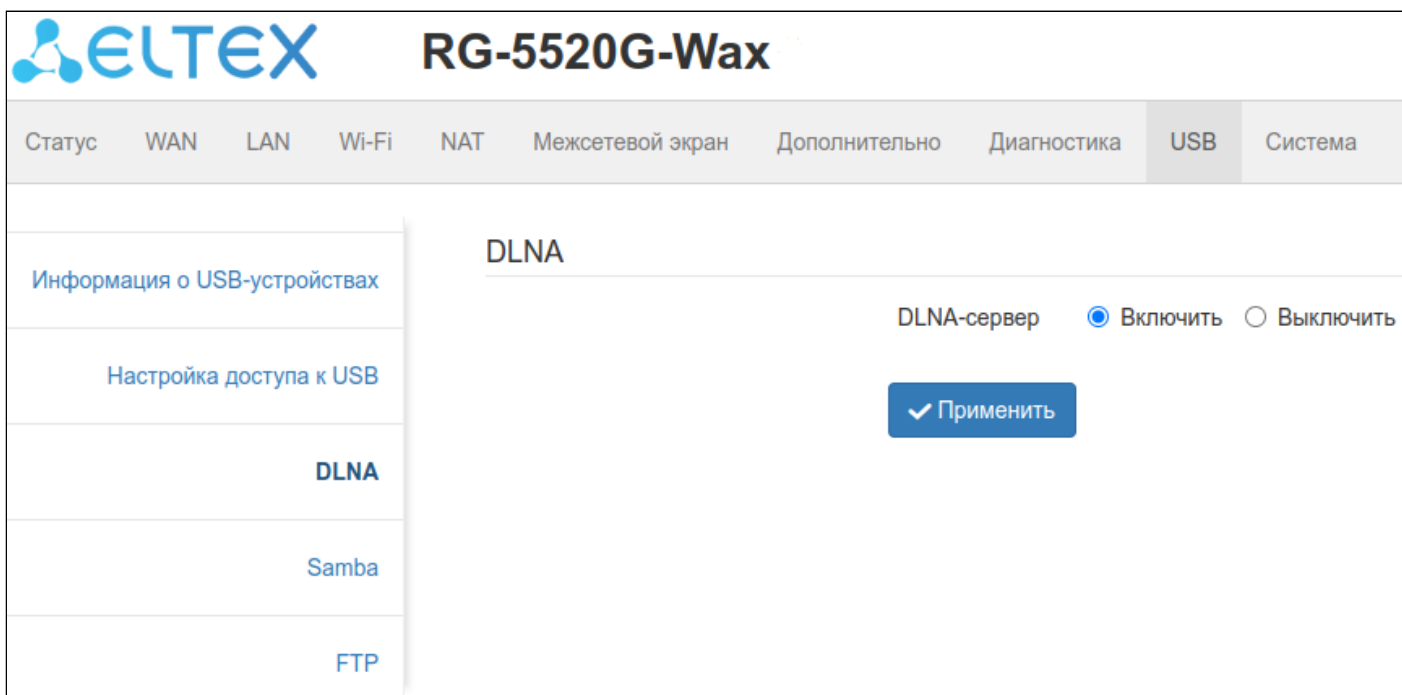 ELTEX RG-5520G-Wax
Статус WAN LAN Wi-Fi NAT Межсетевой экран Дополнительно Диагностика USB Система
Информация о USB-устройствах
Настройка доступа к USB
DLNA
Samba
FTP
DLNA
DLNA-сервер Включить Выключить
Применить